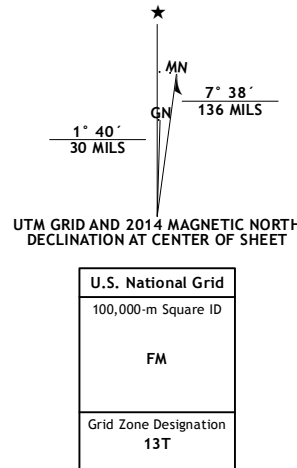 ★
MN
GN
7° 38´
136 MILS
1° 40´
30 MILS
UTM GRID AND 2014 MAGNETIC NORTH
DECLINATION AT CENTER OF SHEET
U.S. National Grid
100,000-m Square ID
FM
Grid Zone Designation
13T